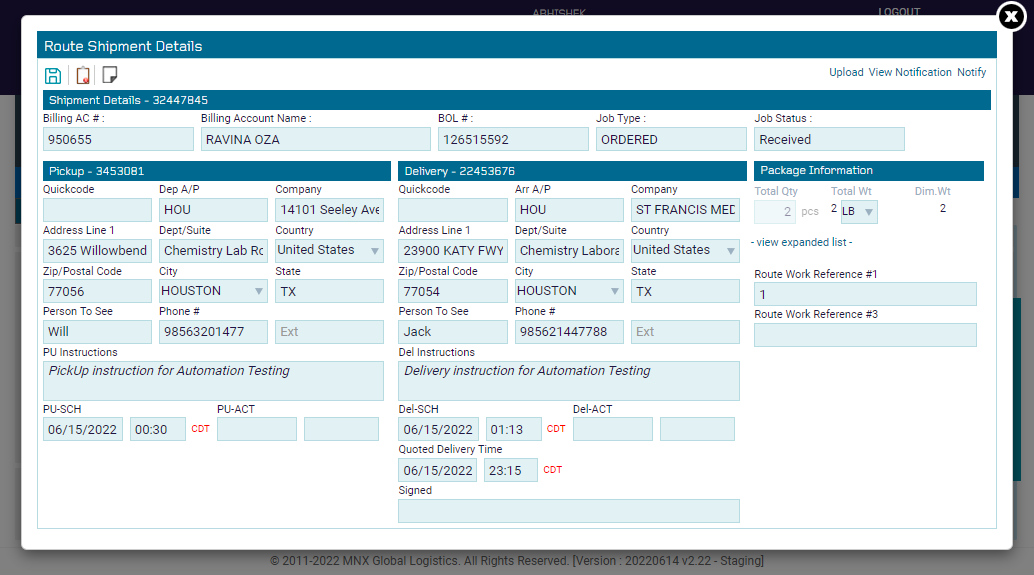 ABHISHEK LOGOUT
Route Shipment Details
Upload View Notification Notify
Shipment Details - 32447845
Billing AC # : Billing Account Name : BOL # : Job Type : Job Status :
950655 RAVINA OZA 126515592 ORDERED Received
Pickup - 3453081
Quickcode Dep A/P Company
HOU 14101 Seeley Ave
Address Line 1 Dept/Suite Country
3625 Willowbend Chemistry Lab Ro United States
Zip/Postal Code City State
77056 HOUSTON TX
Person To See Phone #
Will 98563201477 Ext
PU Instructions
PickUp instruction for Automation Testing
PU-SCH PU-ACT
06/15/2022 00:30 CDT
Delivery - 22453676
Quickcode Arr A/P Company
HOU ST FRANCIS MED
Address Line 1 Dept/Suite Country
23900 KATY FWY Chemistry Labora United States
Zip/Postal Code City State
77054 HOUSTON TX
Person To See Phone #
Jack 985621447788 Ext
Del Instructions
Delivery instruction for Automation Testing
Del-SCH Del-ACT
06/15/2022 01:13 CDT
Quoted Delivery Time
06/15/2022 23:15 CDT
Signed
Package Information
Total Qty Total Wt Dim.Wt
2 pcs 2 LB 2
- view expanded list -
Route Work Reference #1
1
Route Work Reference #3
© 2011-2022 MNX Global Logistics. All Rights Reserved. [Version : 20220614 v2.22 - Staging]